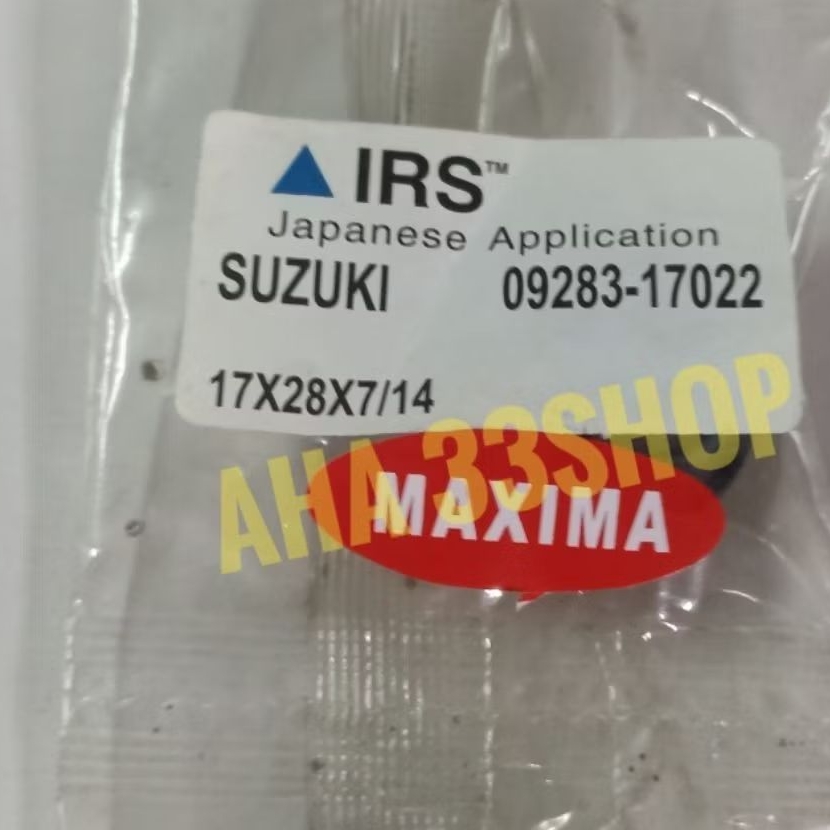 IRS™
Japanese Application
SUZUKI 09283-17022
17X28X7/14
AHA 33SHOP
MAXIMA